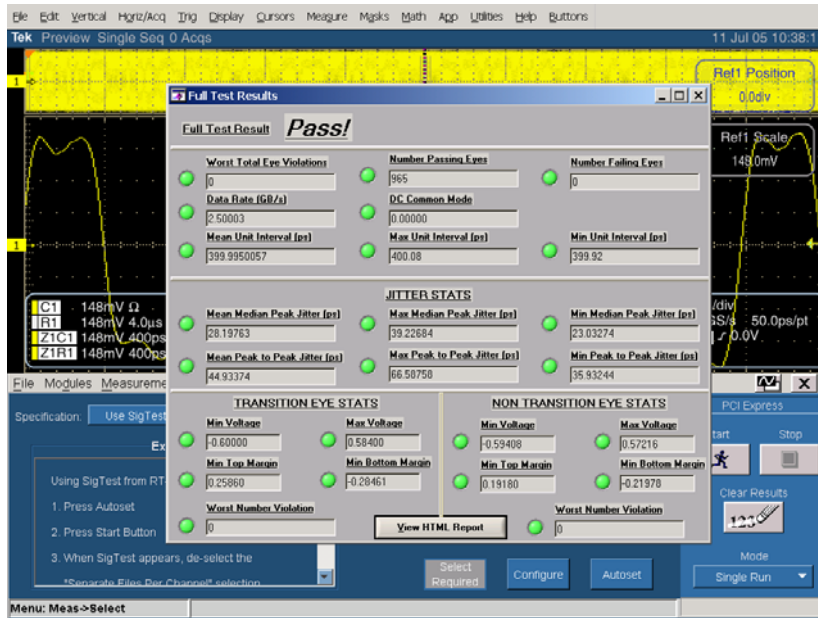 File Edit Vertical Horiz/Acq Trig Display Cursors Measure Masks Math App Utilities Help Buttons
Tek Preview Single Seq 0 Acqs 11 Jul 05 10:38:1
Ref1 Position
0.0div
Ref1 Scale
148.0mV
1
1
Full Test Results
Full Test Result Pass!
Worst Total Eye Violations Number Passing Eyes Number Failing Eyes
0 965 0
Data Rate (GB/s) DC Common Mode
2.50003 0.00000
Mean Unit Interval (ps) Max Unit Interval (ps) Min Unit Interval (ps)
399.9950057 400.08 399.92
JITTER STATS
Mean Median Peak Jitter (ps) Max Median Peak Jitter (ps) Min Median Peak Jitter (ps)
28.19763 39.22684 23.03274
Mean Peak to Peak Jitter (ps) Max Peak to Peak Jitter (ps) Min Peak to Peak Jitter (ps)
44.93374 66.58750 35.93244
TRANSITION EYE STATS NON TRANSITION EYE STATS
Min Voltage Max Voltage Min Voltage Max Voltage
-0.60000 0.58400 -0.59408 0.57216
Min Top Margin Min Bottom Margin Min Top Margin Min Bottom Margin
0.25860 -0.28461 0.19180 -0.21978
Worst Number Violation Worst Number Violation
0 View HTML Report 0
C1 148mV Ω
R1 148mV 4.0µs
Z1C1 148mV 400ps
Z1R1 148mV 400ps
/div
GS/s 50.0ps/pt
0.0V
File Modules Measureme
Specification: Use SigTest
Ex
Using SigTest from RT-
1. Press Autoset
2. Press Start Button
3. When SigTest appears, de-select the
"Separate Files Per Channel" selection
Select Required
Configure
Autoset
PCI Express
tart Stop
Clear Results
123
Mode
Single Run
Menu: Meas->Select